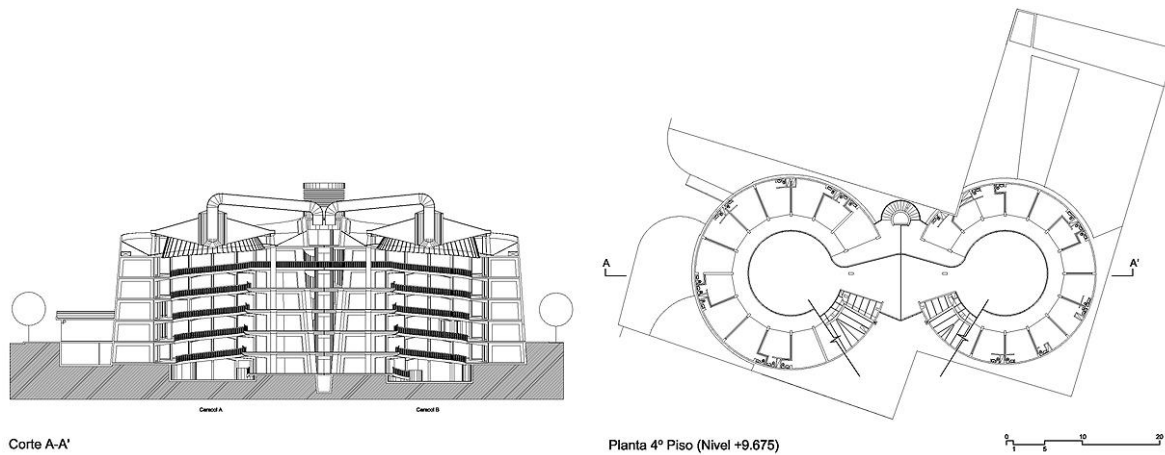 Caracol A
Caracol B
Corte A-A'
A
A'
Planta 4º Piso (Nivel +9.675)
0
1
5
10
20